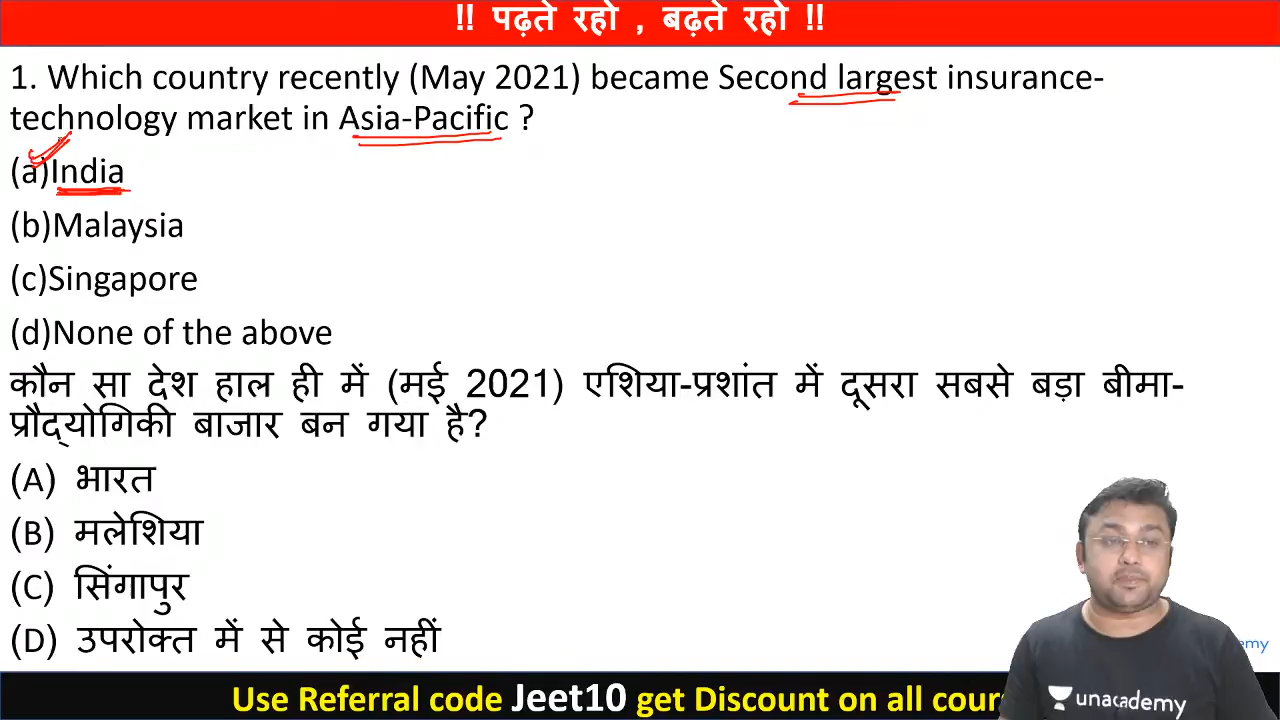 !! पढ़ते रहो , बढ़ते रहो !!
1. Which country recently (May 2021) became Second largest insurance-
technology market in Asia-Pacific ?
(a)India
(b)Malaysia
(c)Singapore
(d)None of the above
कौन सा देश हाल ही में (मई 2021) एशिया-प्रशांत में दूसरा सबसे बड़ा बीमा-
प्रौद्योगिकी बाजार बन गया है?
(A) भारत
(B) मलेशिया
(C) सिंगापुर
(D) उपरोक्त में से कोई नहीं
unacademy
Use Referral code Jeet10 get Discount on all